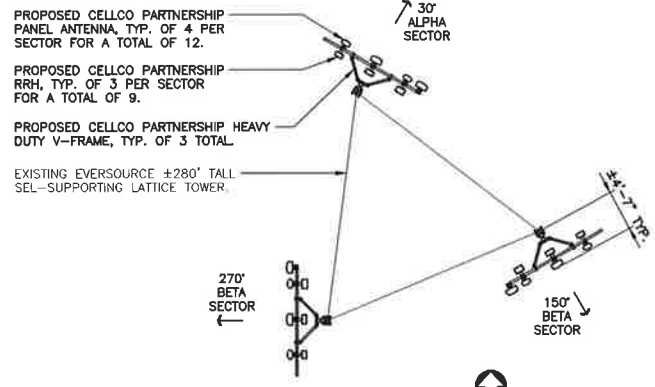 PROPOSED CELLCO PARTNERSHIP
PANEL ANTENNA, TYP. OF 4 PER
SECTOR FOR A TOTAL OF 12.
PROPOSED CELLCO PARTNERSHIP
RRH, TYP. OF 3 PER SECTOR
FOR A TOTAL OF 9.
PROPOSED CELLCO PARTNERSHIP HEAVY
DUTY V-FRAME, TYP. OF 3 TOTAL
EXISTING EVERSOURCE ±280' TALL
SEL-SUPPORTING LATTICE TOWER.
30°
ALPHA
SECTOR
±4'-7" TYP.
270°
BETA
SECTOR
150°
BETA
SECTOR